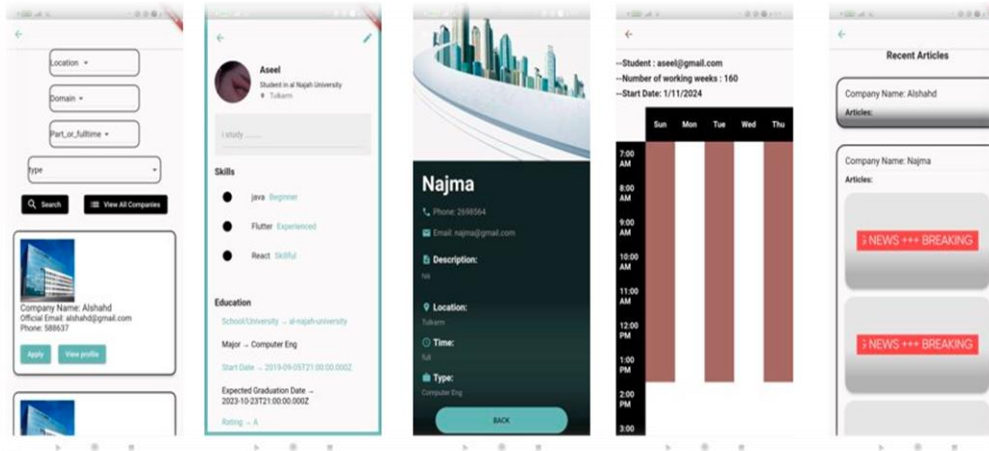 Location
Domain
Part_or_fulltime
type
Search
View All Companies
Company Name: Alshahd
Official Email: alshahd@gmail.com
Phone: 588637
Apply
View profile
Aseel
Student in al Najah University
Tulkarm
I study ........
Skills
java Beginner
Flutter Experienced
React Skillful
Education
School/University → al-najah-university
Major → Computer Eng
Start Date → 2019-09-05T21:00:00.000Z
Expected Graduation Date →
2023-10-23T21:00:00.000Z
Rating → A
Najma
Phone: 2698564
Email: najma@gmail.com
Description:
Location:
Tulkarm
Time:
full
Type:
Computer Eng
BACK
--Student : aseel@gmail.com
--Number of working weeks : 160
--Start Date: 1/11/2024
Sun Mon Tue Wed Thu
7:00
AM
8:00
AM
9:00
AM
10:00
AM
11:00
AM
12:00
PM
1:00
PM
2:00
PM
3:00
Recent Articles
Company Name: Alshahd
Articles:
Company Name: Najma
Articles:
NEWS +++ BREAKING
NEWS +++ BREAKING